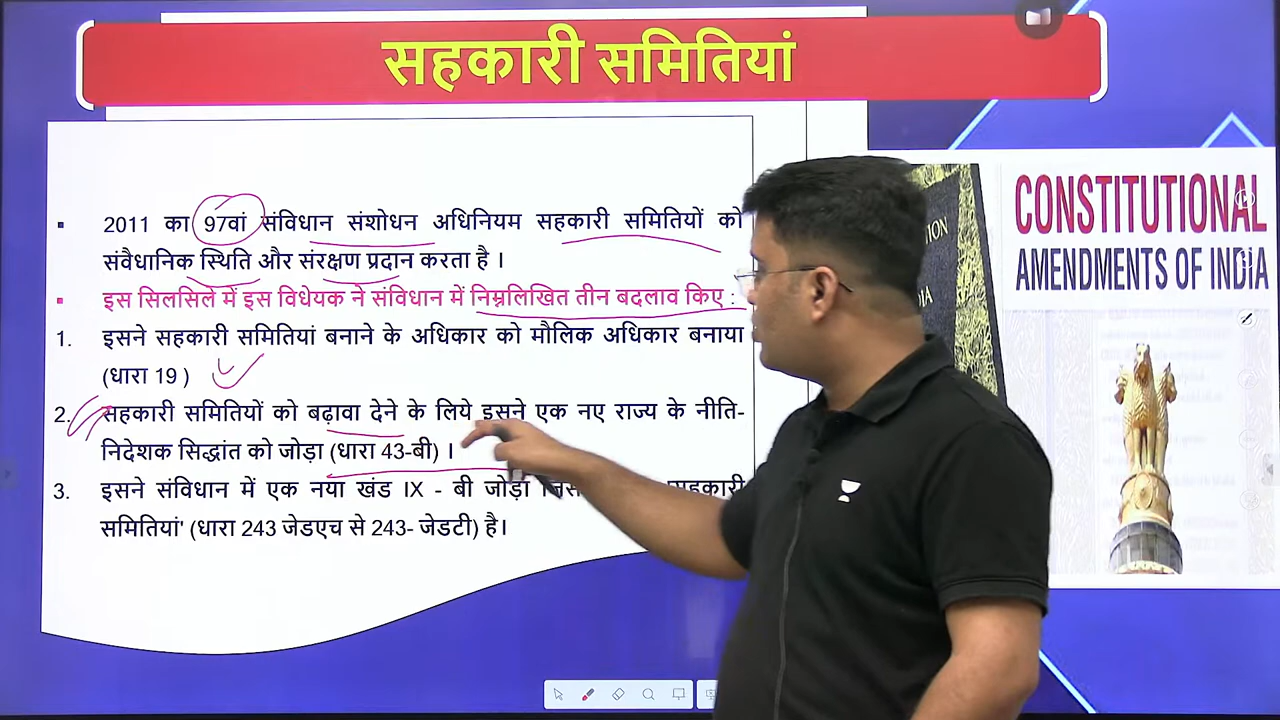 सहकारी समितियां
2011 का 97वां संविधान संशोधन अधिनियम सहकारी समितियों को
संवैधानिक स्थिति और संरक्षण प्रदान करता है ।
इस सिलसिले में इस विधेयक ने संविधान में निम्नलिखित तीन बदलाव किए :
1. इसने सहकारी समितियां बनाने के अधिकार को मौलिक अधिकार बनाया
(धारा 19 )
2. सहकारी समितियों को बढ़ावा देने के लिये इसने एक नए राज्य के नीति-
निदेशक सिद्धांत को जोड़ा (धारा 43-बी) ।
3. इसने संविधान में एक नया खंड IX - बी जोड़ा सहकारी
समितियां' (धारा 243 जेडएच से 243- जेडटी) है।
CONSTITUTIONAL
AMENDMENTS OF INDIA